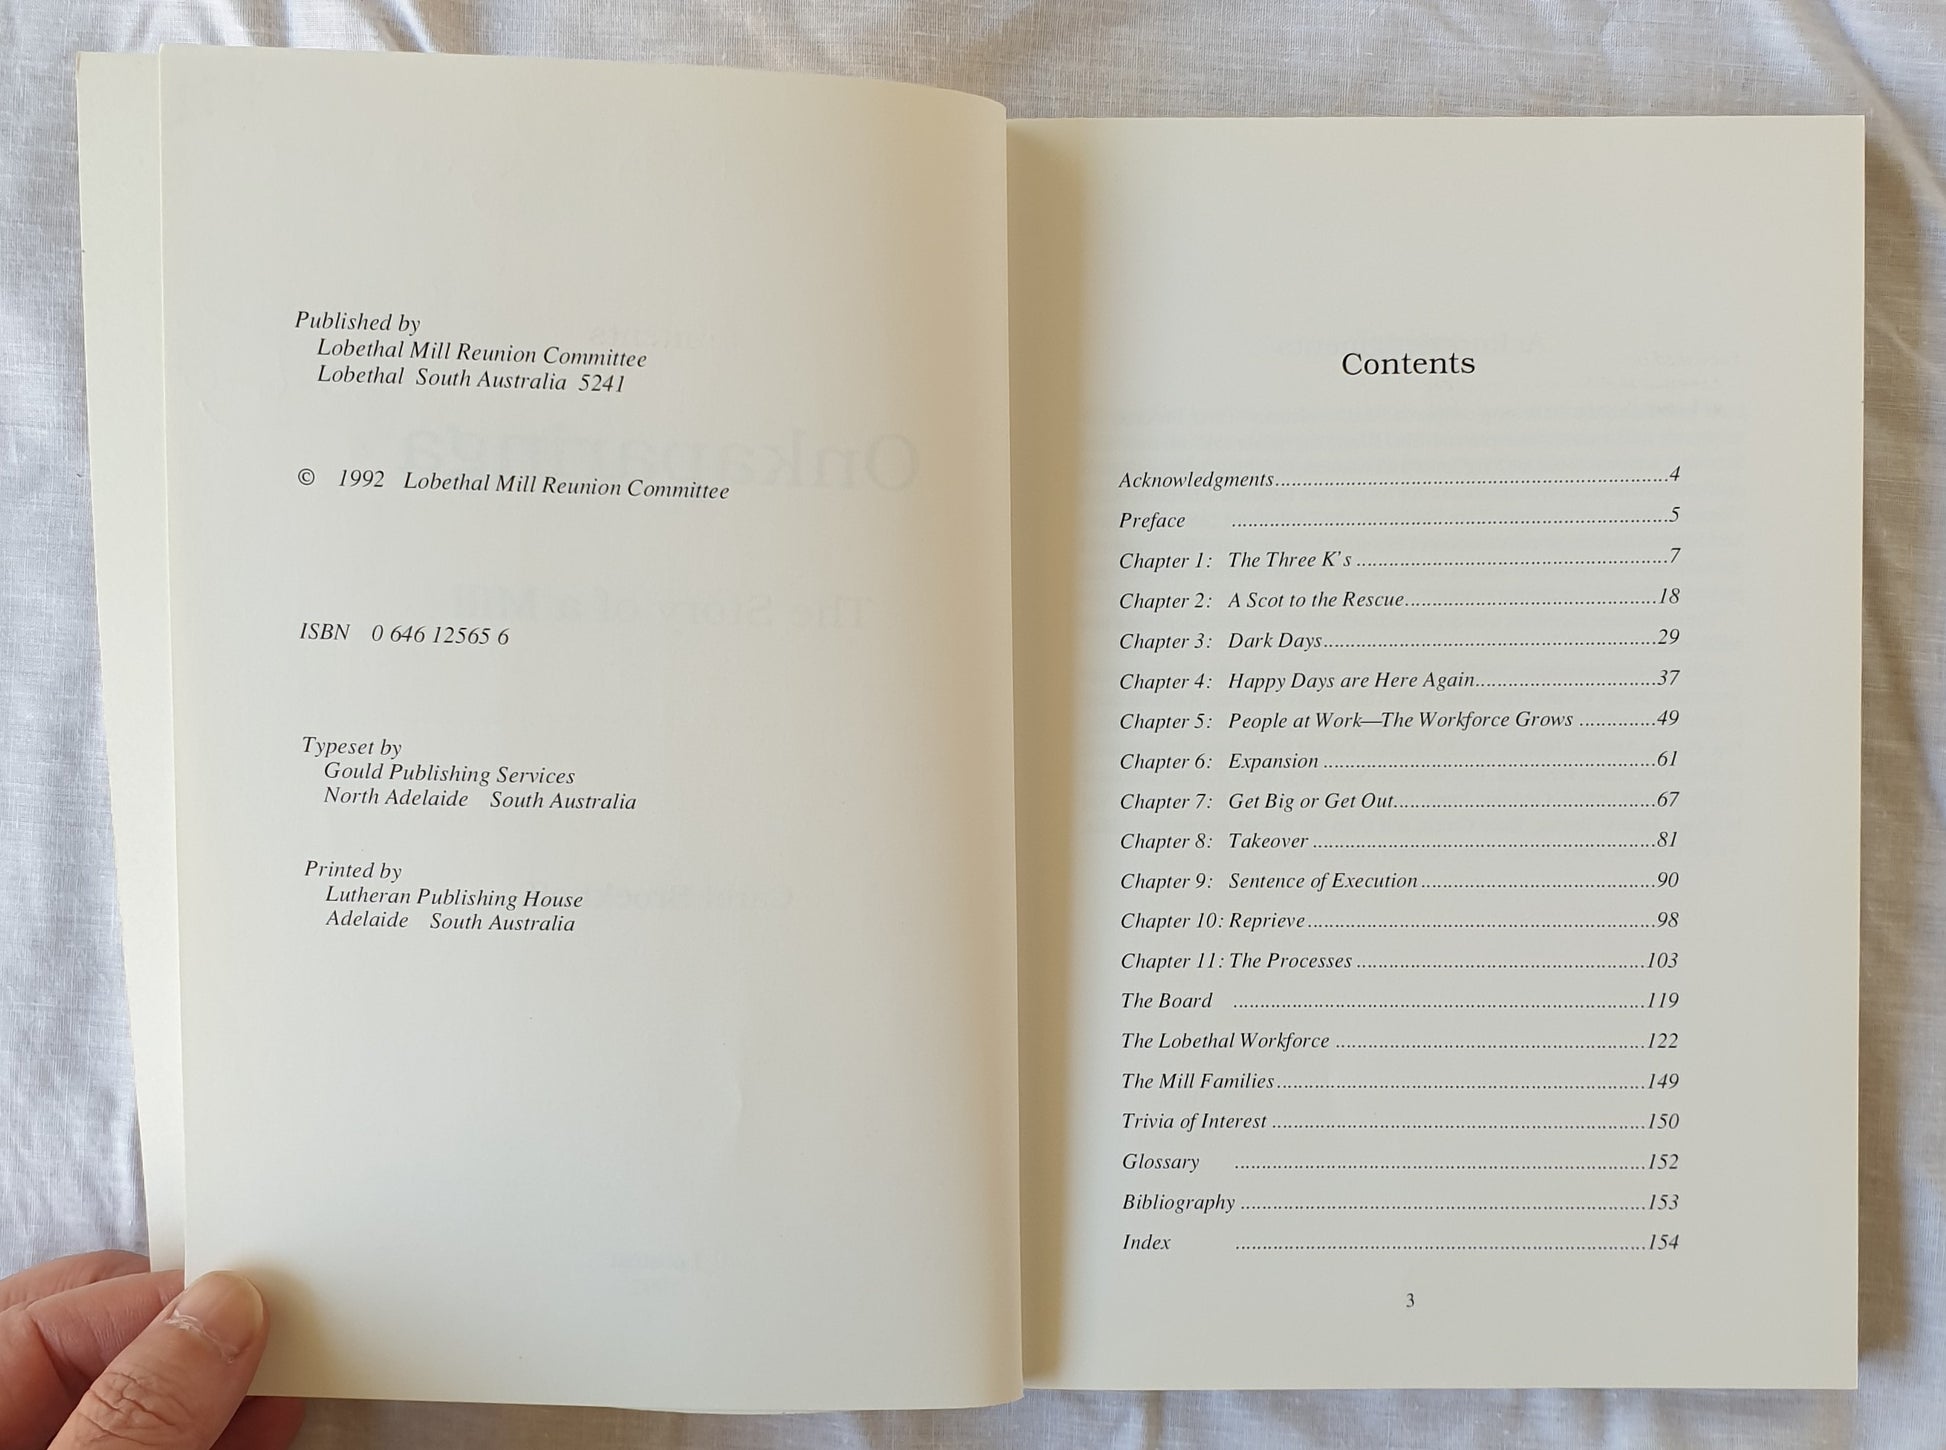 Published by
Lobethal Mill Reunion Committee
Lobethal South Australia 5241
© 1992 Lobethal Mill Reunion Committee
ISBN 0 646 12565 6
Typeset by
Gould Publishing Services
North Adelaide South Australia
Printed by
Lutheran Publishing House
Adelaide South Australia
Contents
Acknowledgments..........4
Preface ..........5
Chapter 1: The Three K's ..........7
Chapter 2: A Scot to the Rescue..........18
Chapter 3: Dark Days..........29
Chapter 4: Happy Days are Here Again..........37
Chapter 5: People at Work—The Workforce Grows ..........49
Chapter 6: Expansion ..........61
Chapter 7: Get Big or Get Out..........67
Chapter 8: Takeover ..........81
Chapter 9: Sentence of Execution ..........90
Chapter 10: Reprieve..........98
Chapter 11: The Processes ..........103
The Board ..........119
The Lobethal Workforce ..........122
The Mill Families..........149
Trivia of Interest ..........150
Glossary ..........152
Bibliography ..........153
Index ..........154
3